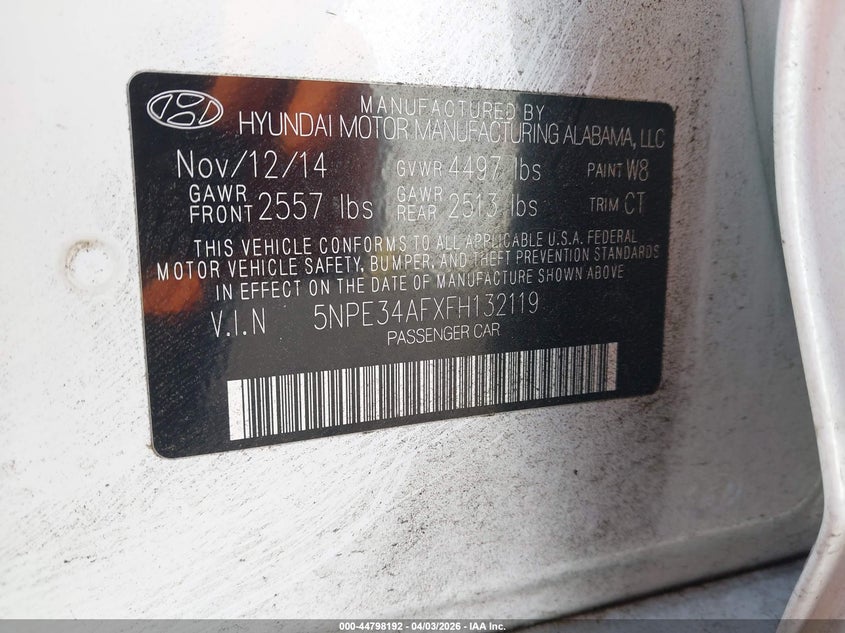 MANUFACTURED BY
HYUNDAI MOTOR MANUFACTURING ALABAMA, LLC
Nov/12/14 GVWR 4497 lbs PAINT W8
GAWR FRONT 2557 lbs GAWR REAR 2513 lbs TRIM CT
THIS VEHICLE CONFORMS TO ALL APPLICABLE U.S.A. FEDERAL
MOTOR VEHICLE SAFETY, BUMPER, AND THEFT PREVENTION STANDARDS
IN EFFECT ON THE DATE OF MANUFACTURE SHOWN ABOVE
V.I.N 5NPE34AFXFH132119
PASSENGER CAR
000-44798192 - 04/03/2026 - IAA Inc.